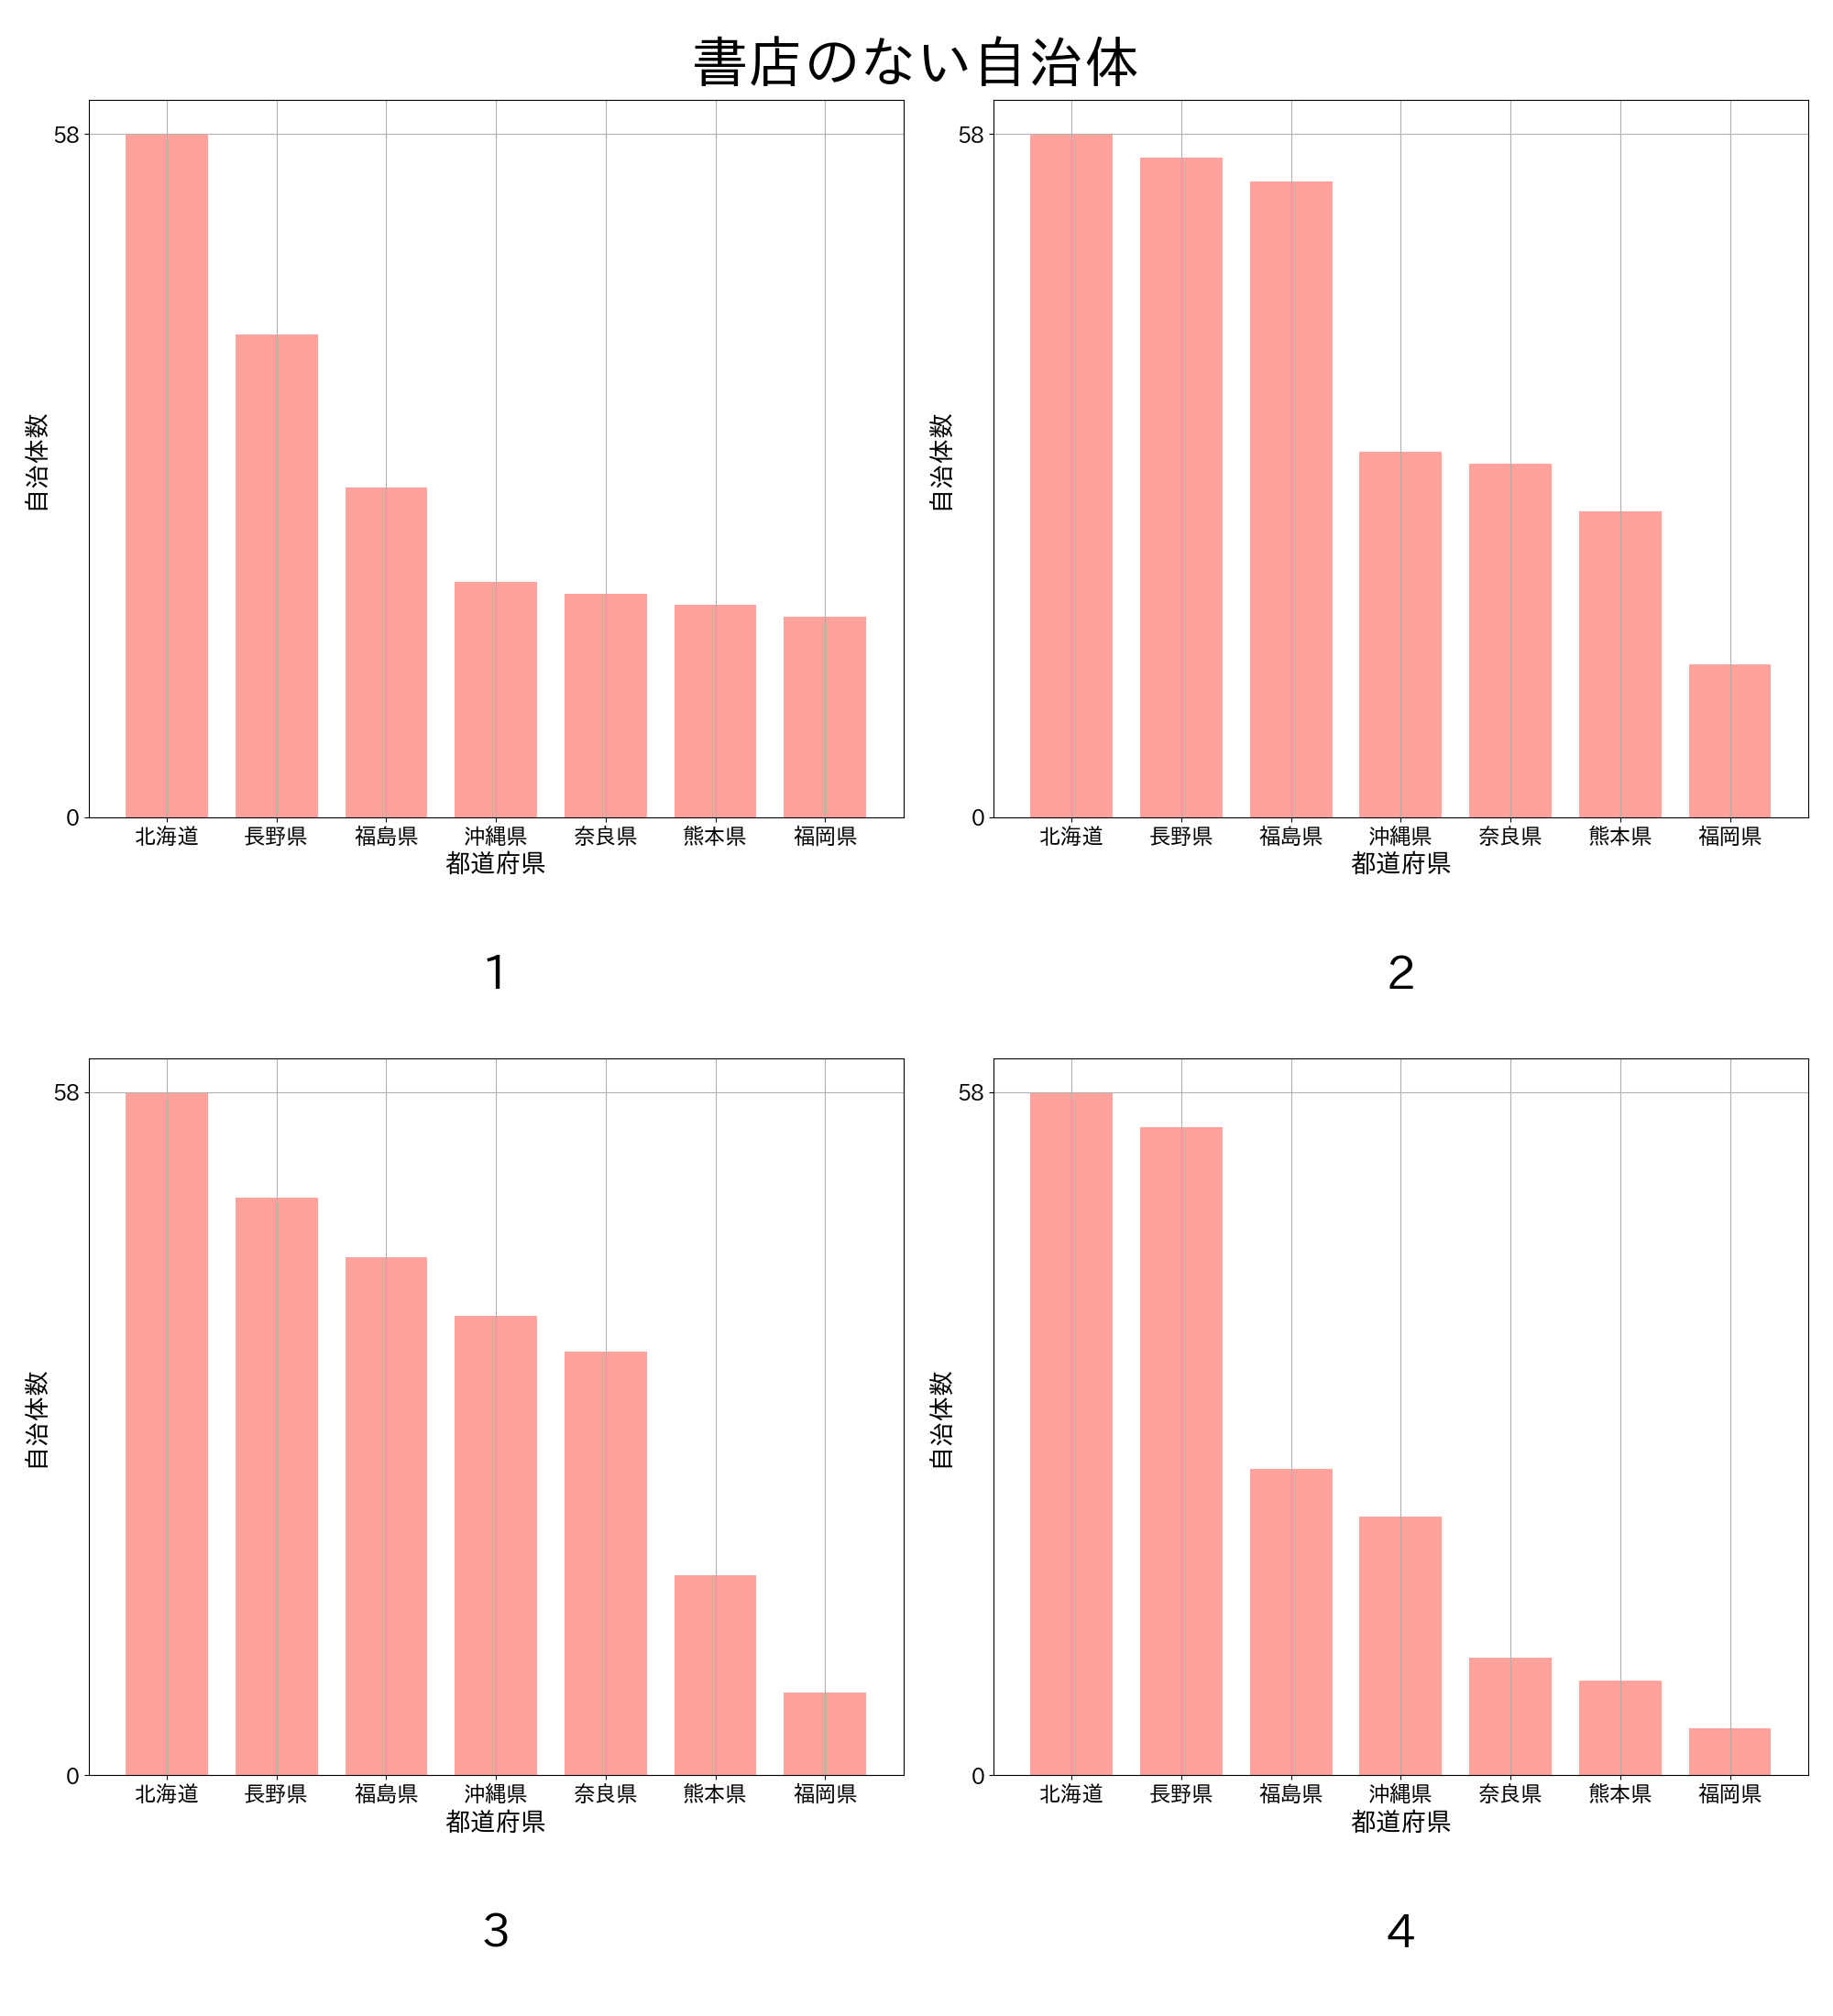 書店のない自治体
58
0
自治体数
北海道 長野県 福島県 沖縄県 奈良県 熊本県 福岡県
都道府県
1
58
0
自治体数
北海道 長野県 福島県 沖縄県 奈良県 熊本県 福岡県
都道府県
2
58
0
自治体数
北海道 長野県 福島県 沖縄県 奈良県 熊本県 福岡県
都道府県
3
58
0
自治体数
北海道 長野県 福島県 沖縄県 奈良県 熊本県 福岡県
都道府県
4